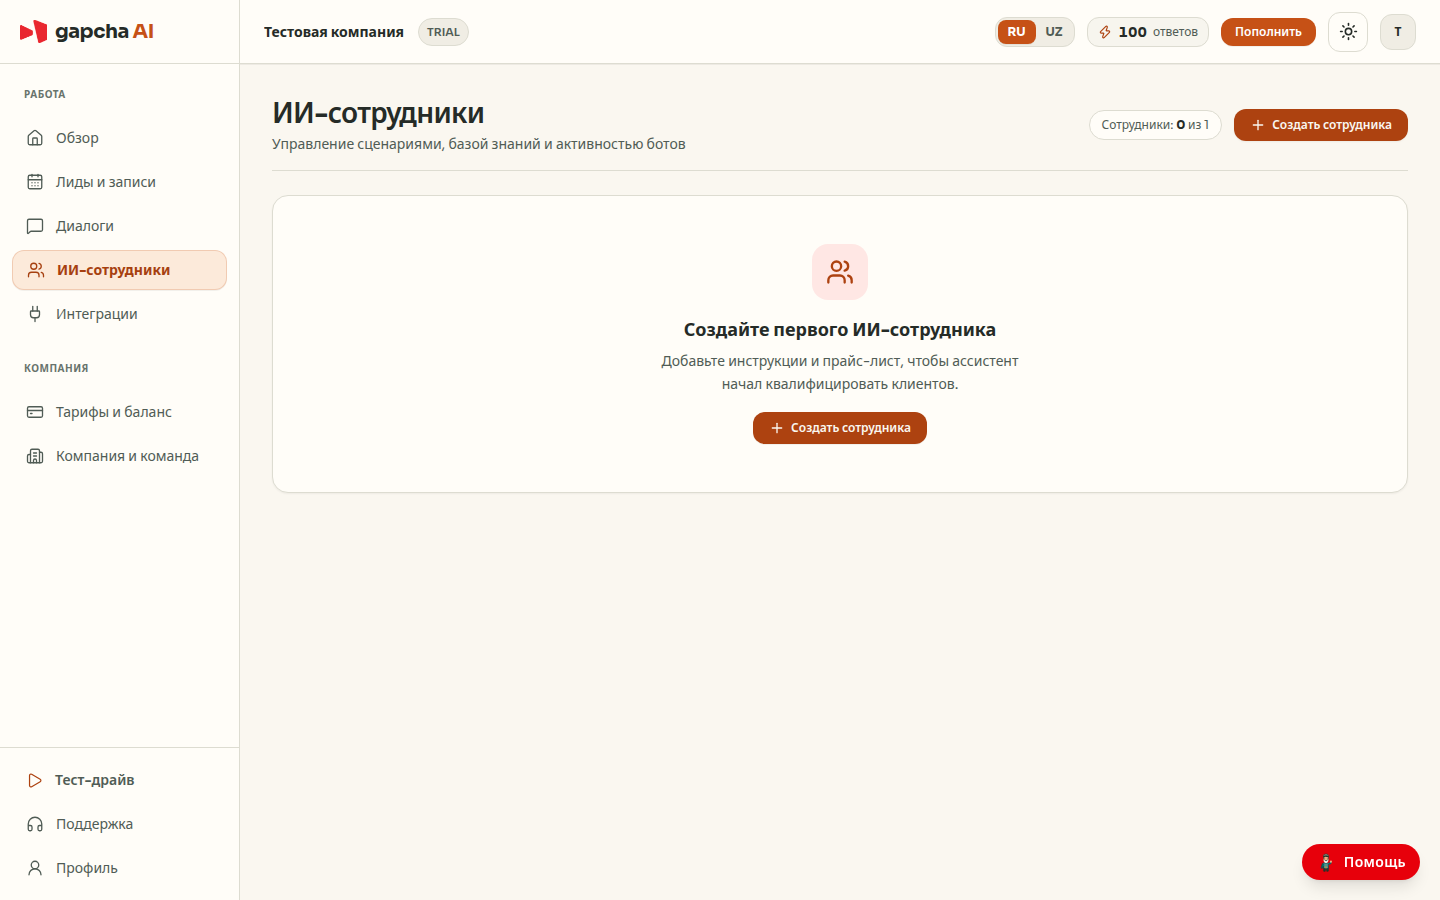 gapcha AI
Тестовая компания TRIAL RU UZ 100 ответов Пополнить T
РАБОТА
Обзор
Лиды и записи
Диалоги
ИИ-сотрудники
Интеграции
КОМПАНИЯ
Тарифы и баланс
Компания и команда
Тест-драйв
Поддержка
Профиль
ИИ-сотрудники
Управление сценариями, базой знаний и активностью ботов
Сотрудники: 0 из 1
Создать сотрудника
Создайте первого ИИ-сотрудника
Добавьте инструкции и прайс-лист, чтобы ассистент
начал квалифицировать клиентов.
Создать сотрудника
Помощь